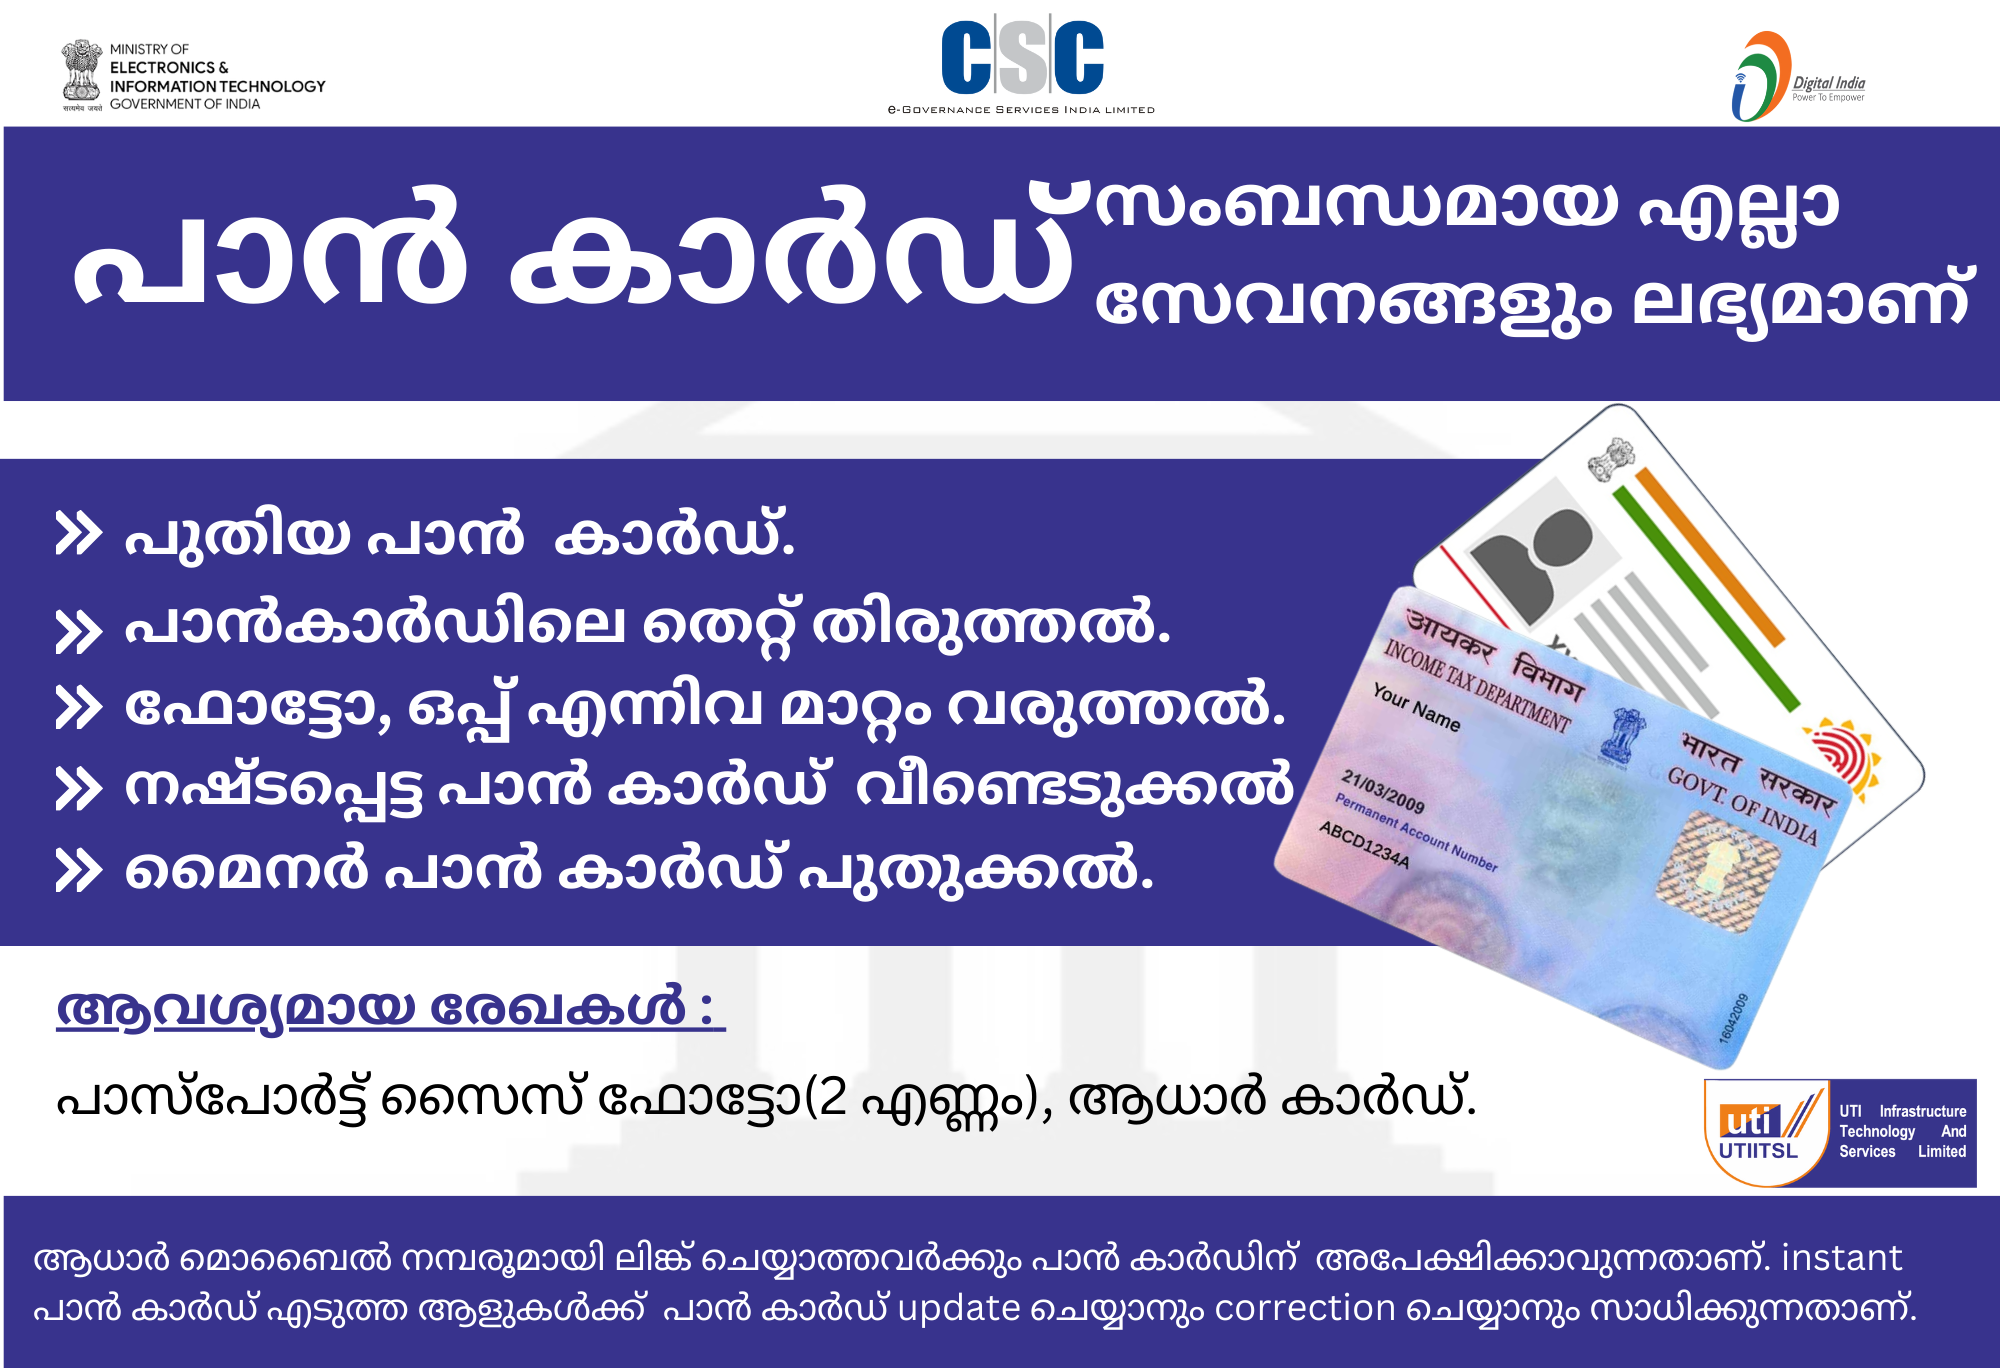 MINISTRY OF
ELECTRONICS &
INFORMATION TECHNOLOGY
GOVERNMENT OF INDIA
सत्यमेव जयते
CSC
e-Governance Services India Limited
Digital India
Power To Empower
പാൻ കാർഡ്
സംബന്ധമായ എല്ലാ
സേവനങ്ങളും ലഭ്യമാണ്
പുതിയ പാൻ കാർഡ്.
പാൻകാർഡിലെ തെറ്റ് തിരുത്തൽ.
ഫോട്ടോ, ഒപ്പ് എന്നിവ മാറ്റം വരുത്തൽ.
നഷ്ടപ്പെട്ട പാൻ കാർഡ് വീണ്ടെടുക്കൽ
മൈനർ പാൻ കാർഡ് പുതുക്കൽ.
आयकर विभाग
INCOME TAX DEPARTMENT
भारत सरकार
GOVT. OF INDIA
Your Name
21/03/2009
Permanent Account Number
ABCD1234A
16042009
ആവശ്യമായ രേഖകൾ :
പാസ്പോർട്ട് സൈസ് ഫോട്ടോ(2 എണ്ണം), ആധാർ കാർഡ്.
uti
UTIITSL
UTI Infrastructure
Technology And
Services Limited
ആധാർ മൊബൈൽ നമ്പരൂമായി ലിങ്ക് ചെയ്യാത്തവർക്കും പാൻ കാർഡിന് അപേക്ഷിക്കാവുന്നതാണ്. instant
പാൻ കാർഡ് എടുത്ത ആളുകൾക്ക് പാൻ കാർഡ് update ചെയ്യാനും correction ചെയ്യാനും സാധിക്കുന്നതാണ്.